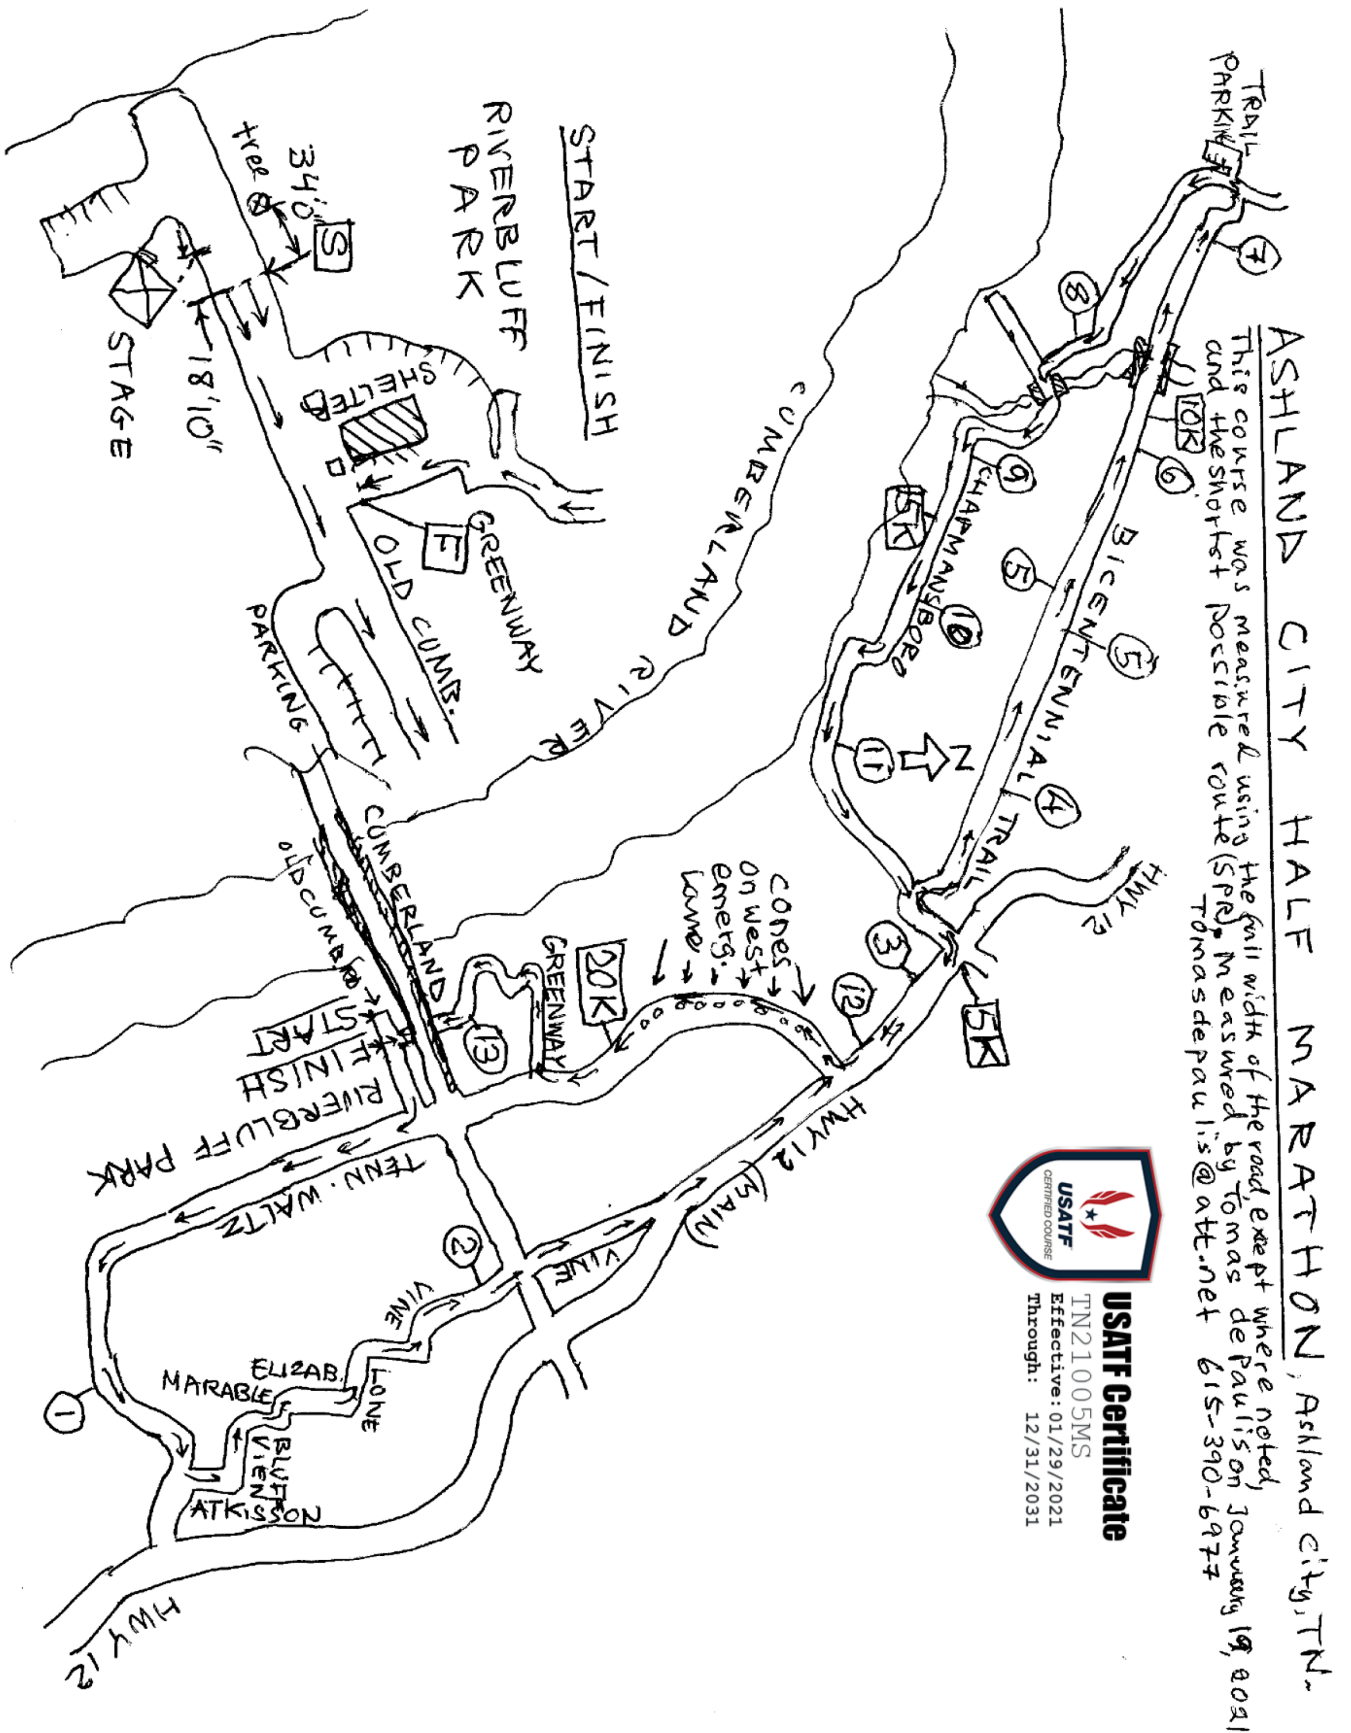 ASHLAND CITY HALF MARATHON, Ashland City, TN.
This course was measured using the full width of the road, except where noted,
and the shortest possible route (SPR). Measured by Tomas depaulis on January 19, 2021
Tomasdepaulis@att.net 615-390-6977
TRAIL
PARKING
7
8
10K
6
9
5
5
BICENTENNIAL TRAIL
4
15K
CHAPMANSBORO
10
11
N
HWY 12
3
12
5K
USATF
CERTIFIED COURSE
USATF Certificate
TN21005MS
Effective: 01/29/2021
Through: 12/31/2031
CUMBERLAND RIVER
START/FINISH
RIVERBLUFF
PARK
S
34'0"
tree
18'10"
STAGE
SHELTER
F
GREENWAY
OLD CUMB.
PARKING
CUMBERLAND
OLD CUMB
cones
on west
emerg.
Lane
20K
GREENWAY
13
HWY 12
(MAIN)
START
FINISH
RIVERBLUFF PARK
TENN. WALTZ
2
VINE
VINE
LONE
ELIZAB.
MARABLE
BLUFF
VIEW
ATKISSON
1
HWY 12